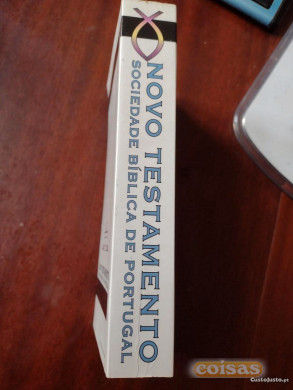 NOVO TESTAMENTO
SOCIEDADE BÍBLICA DE PORTUGAL
coisas
CustoJusto.pt